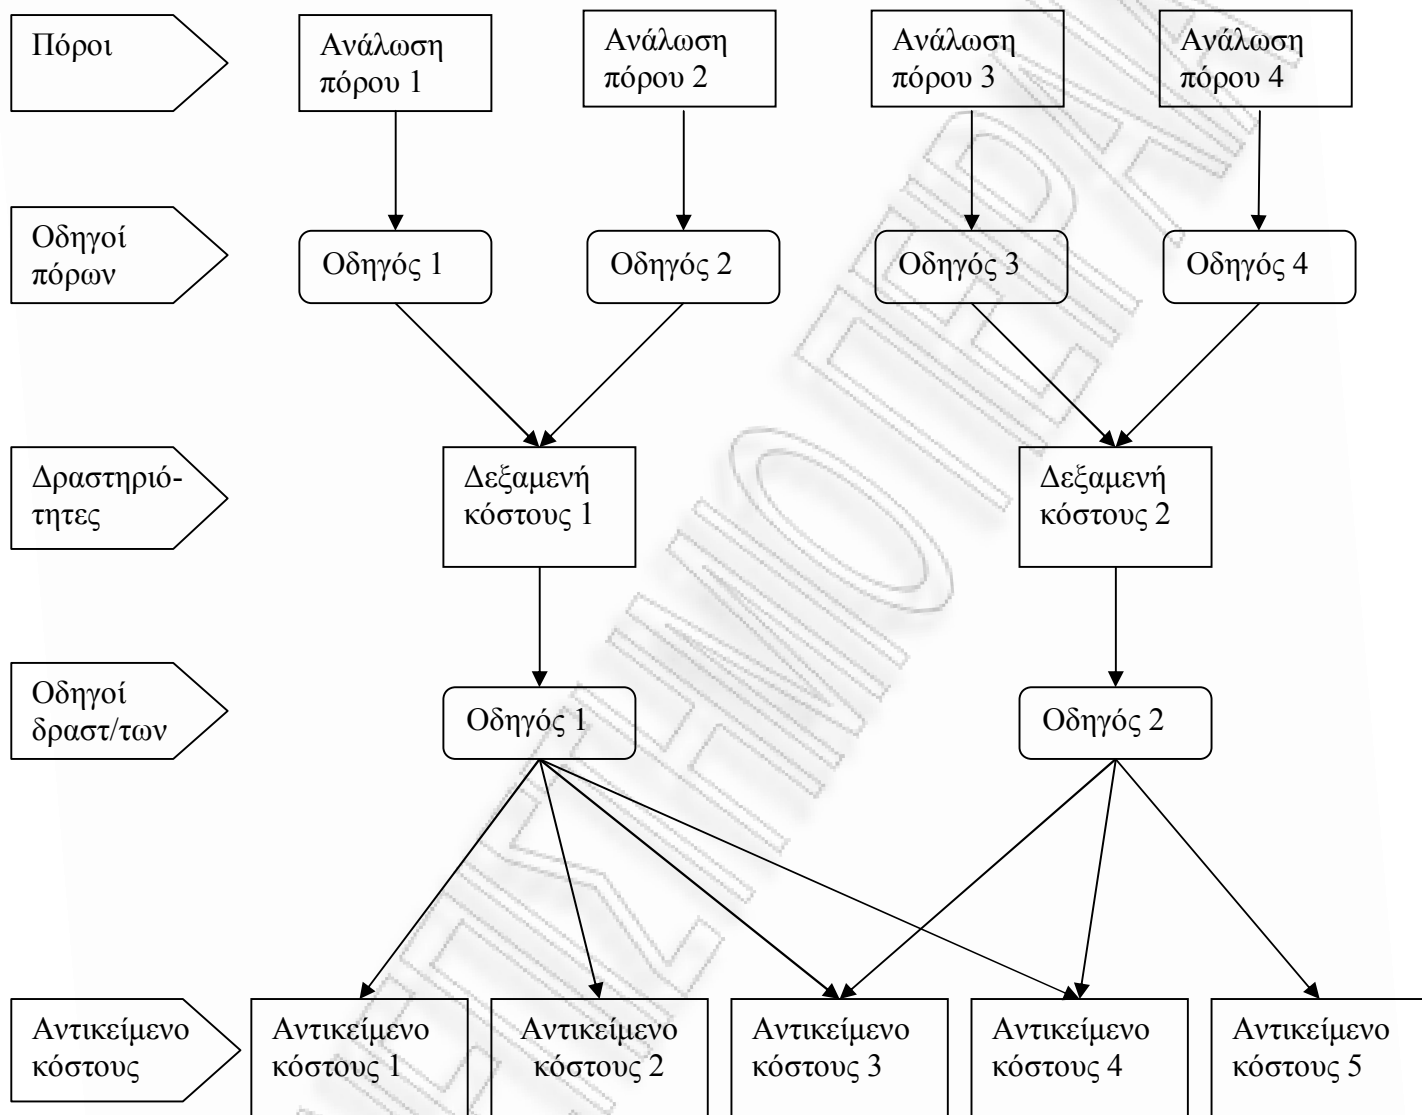 Πόροι
Ανάλωση
πόρου 1
Ανάλωση
πόρου 2
Ανάλωση
πόρου 3
Ανάλωση
πόρου 4
Οδηγοί
πόρων
Οδηγός 1
Οδηγός 2
Οδηγός 3
Οδηγός 4
Δραστηριό-
τητες
Δεξαμενή
κόστους 1
Δεξαμενή
κόστους 2
Οδηγοί
δραστ/των
Οδηγός 1
Οδηγός 2
Αντικείμενο
κόστους
Αντικείμενο
κόστους 1
Αντικείμενο
κόστους 2
Αντικείμενο
κόστους 3
Αντικείμενο
κόστους 4
Αντικείμενο
κόστους 5